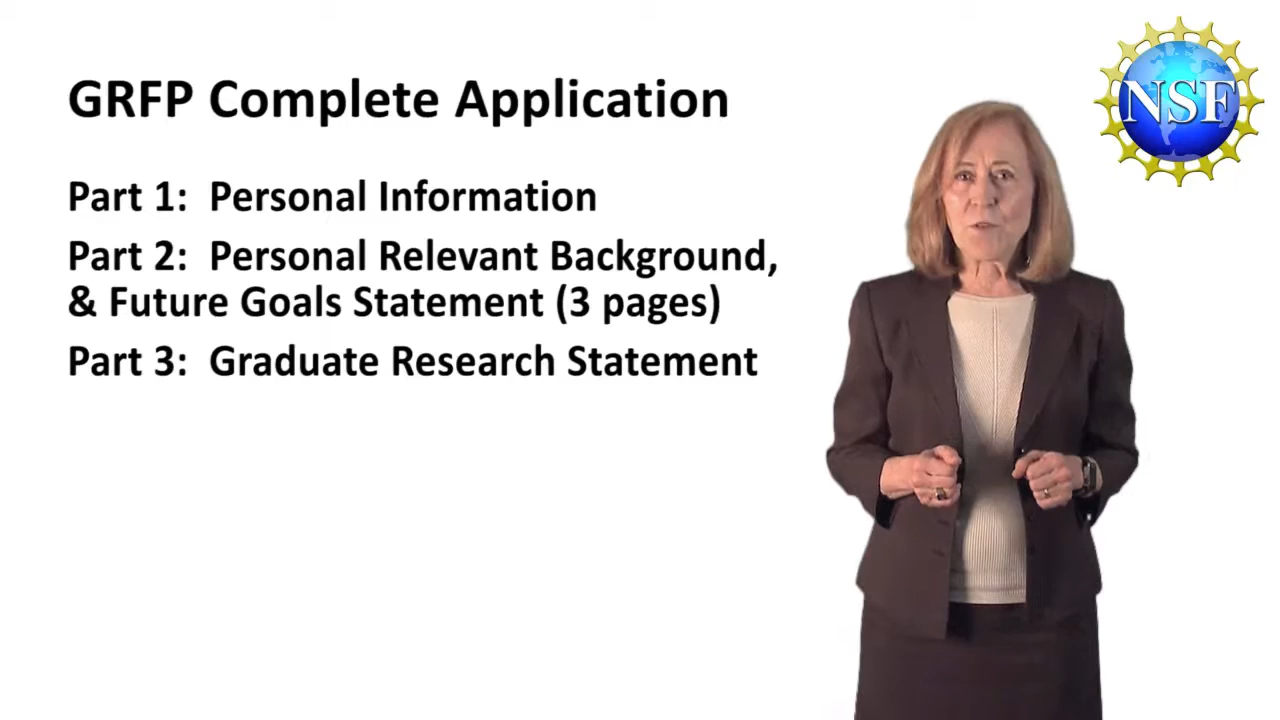 GRFP Complete Application
NSF
Part 1: Personal Information
Part 2: Personal Relevant Background,
& Future Goals Statement (3 pages)
Part 3: Graduate Research Statement